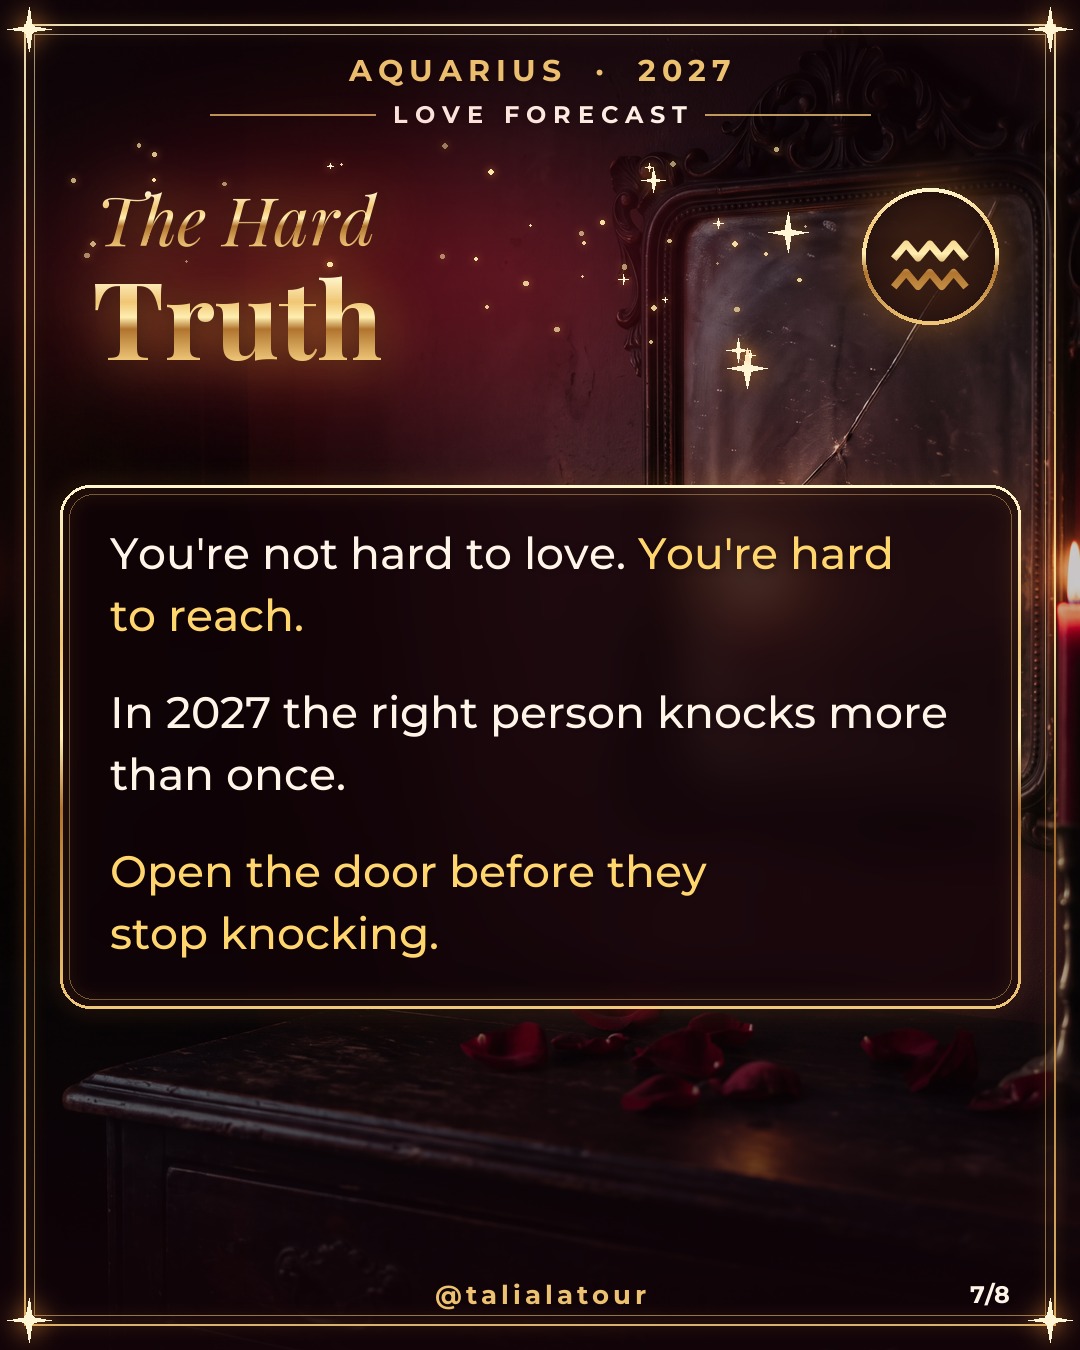 AQUARIUS · 2027
LOVE FORECAST
The Hard
Truth
You're not hard to love. You're hard
to reach.
In 2027 the right person knocks more
than once.
Open the door before they
stop knocking.
@talialatour
7/8